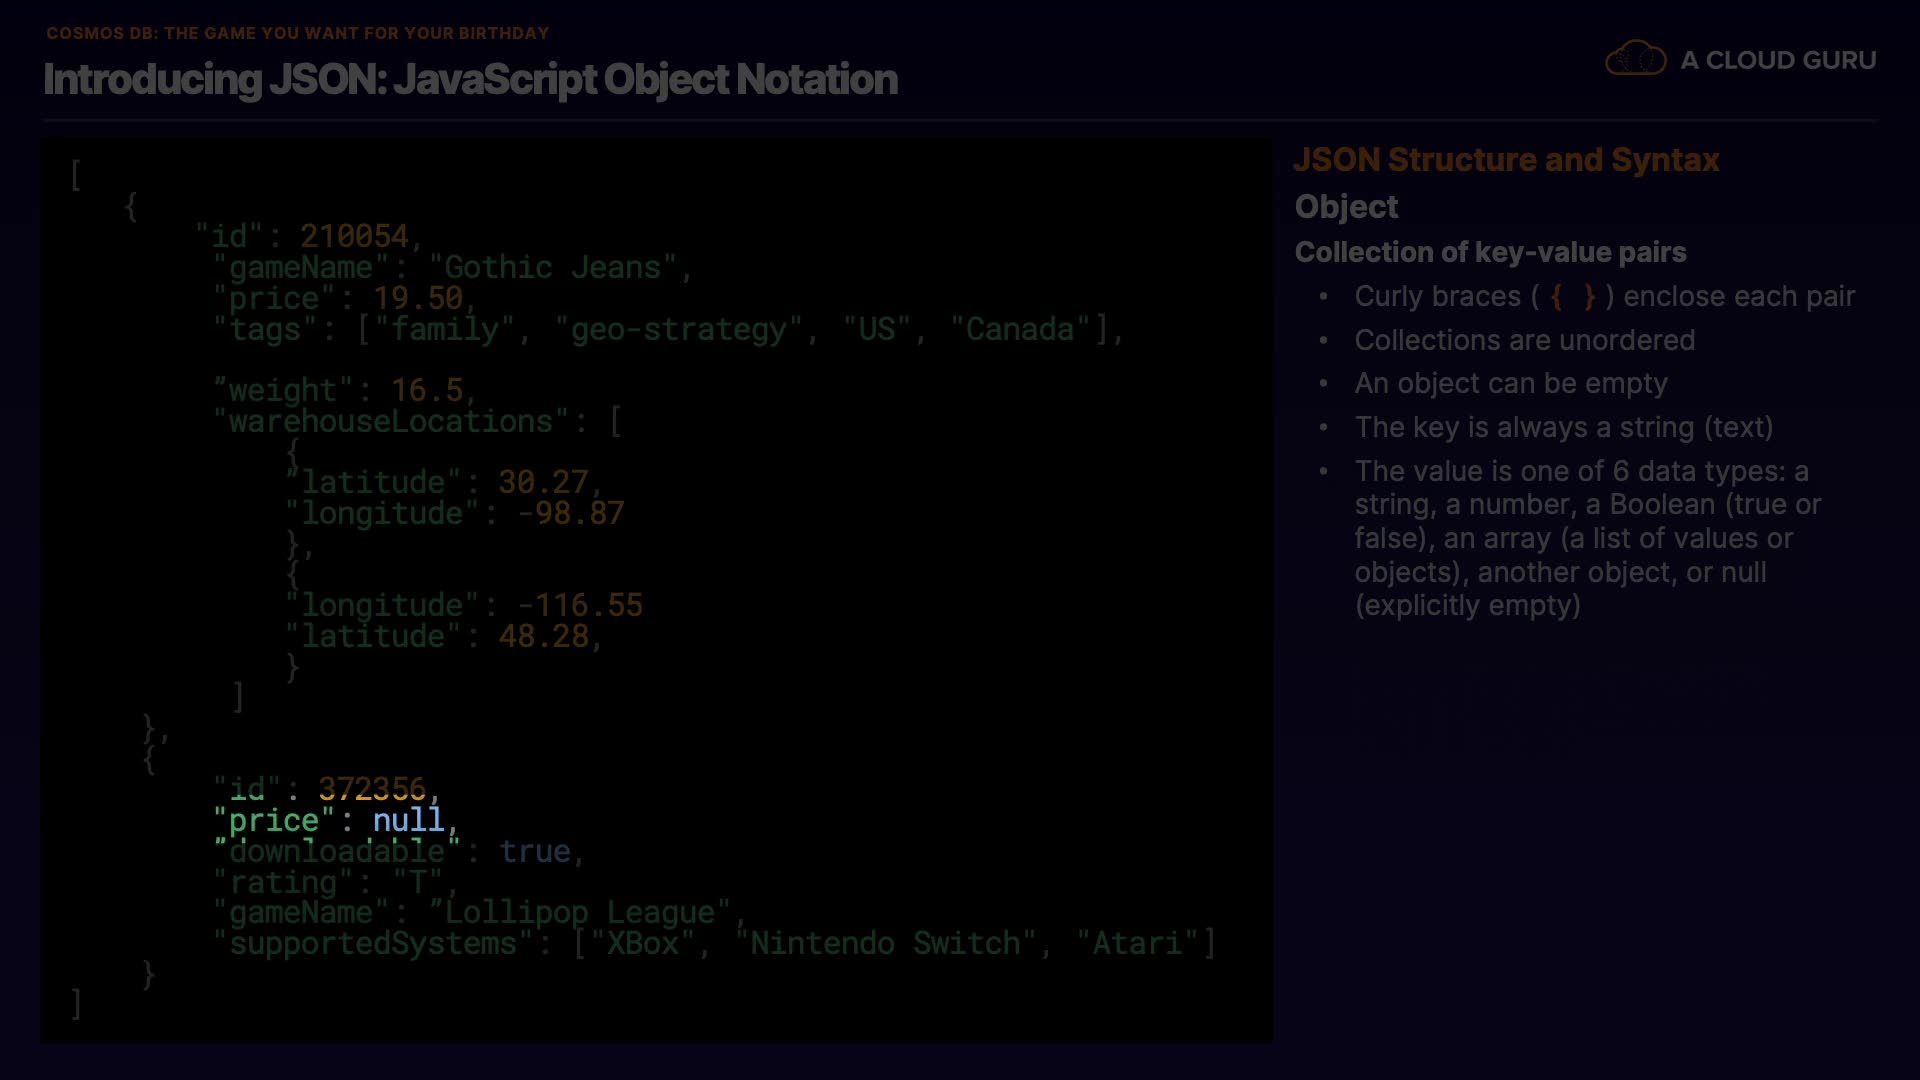 COSMOS DB: THE GAME YOU WANT FOR YOUR BIRTHDAY
Introducing JSON: JavaScript Object Notation
A CLOUD GURU
[
{
"id": 210054,
"gameName": "Gothic Jeans",
"price": 19.50,
"tags": ["family", "geo-strategy", "US", "Canada"],
”weight": 16.5,
"warehouseLocations": [
{
"latitude": 30.27,
"longitude": -98.87
},
{
"longitude": -116.55
"latitude": 48.28,
}
]
},
{
"id": 372356,
"price": null,
”downloadable": true,
"rating": "T",
"gameName": ”Lollipop League",
"supportedSystems": ["XBox", "Nintendo Switch", "Atari"]
}
]
JSON Structure and Syntax
Object
Collection of key-value pairs
• Curly braces ( { } ) enclose each pair
• Collections are unordered
• An object can be empty
• The key is always a string (text)
• The value is one of 6 data types: a
string, a number, a Boolean (true or
false), an array (a list of values or
objects), another object, or null
(explicitly empty)